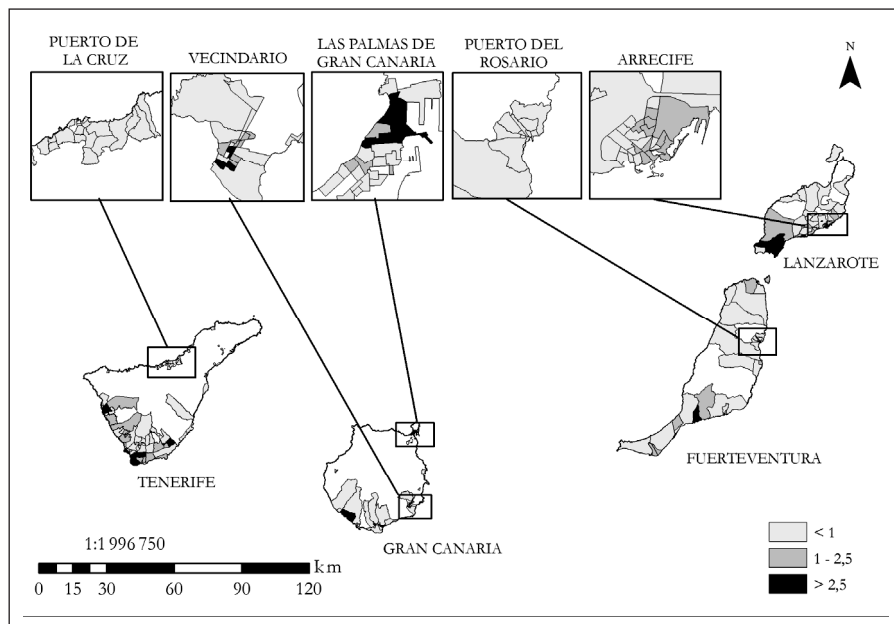 PUERTO DE
LA CRUZ
VECINDARIO
LAS PALMAS DE
GRAN CANARIA
PUERTO DEL
ROSARIO
ARRECIFE
N
LANZAROTE
TENERIFE
FUERTEVENTURA
GRAN CANARIA
1:1 996 750
km
0 15 30 60 90 120
< 1
1 - 2,5
> 2,5